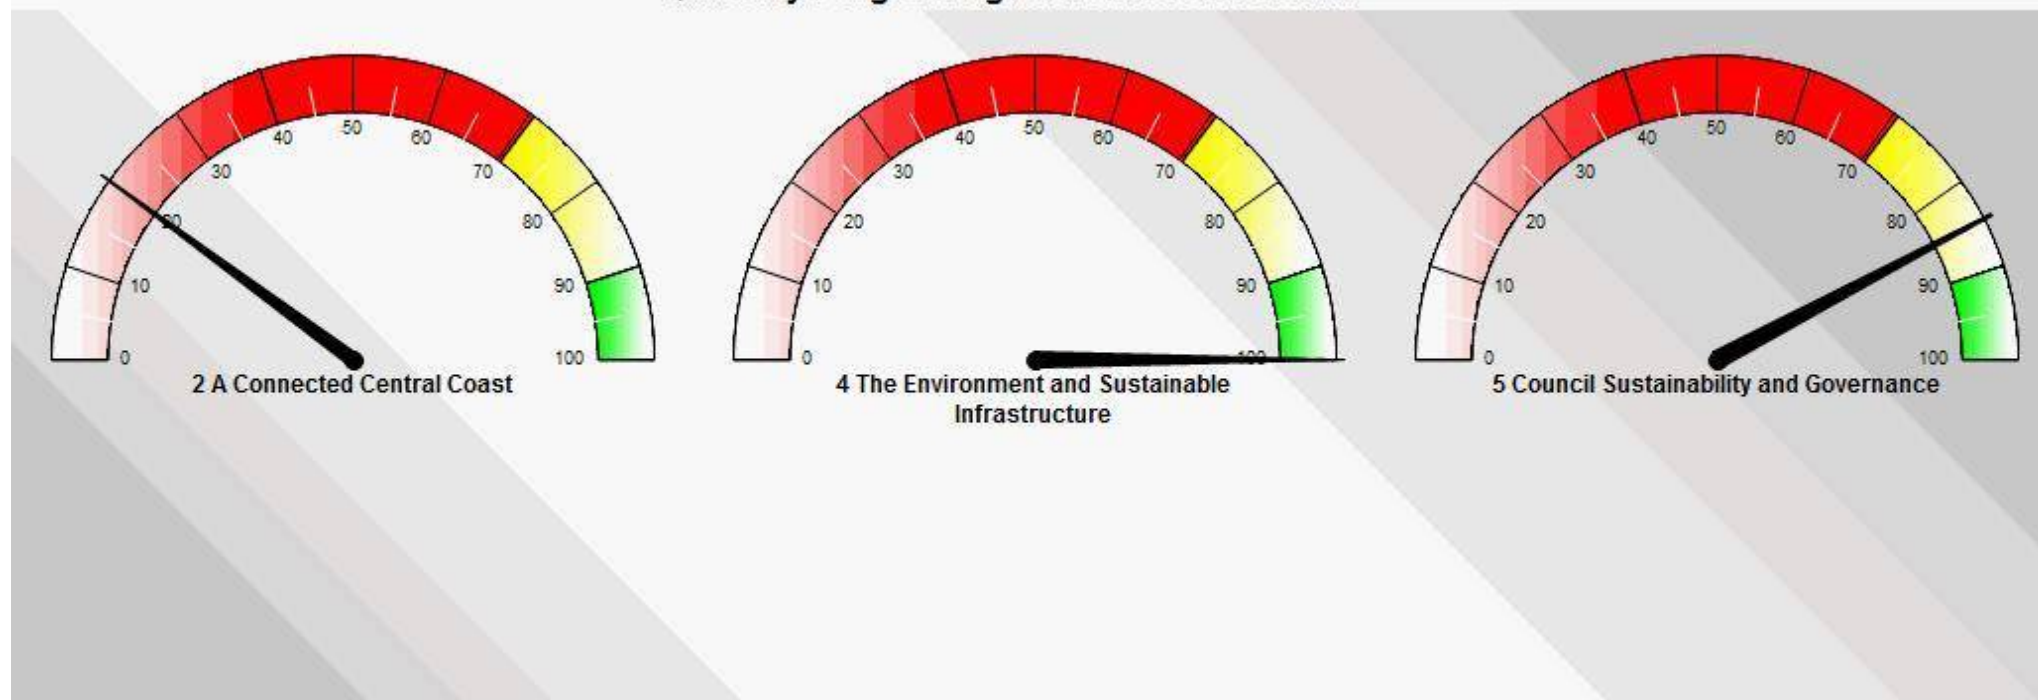 0 10 20 30 40 50 60 70 80 90 100
2 A Connected Central Coast
0 10 20 30 40 50 60 70 80 90 100
4 The Environment and Sustainable
Infrastructure
0 10 20 30 40 50 60 70 80 90 100
5 Council Sustainability and Governance